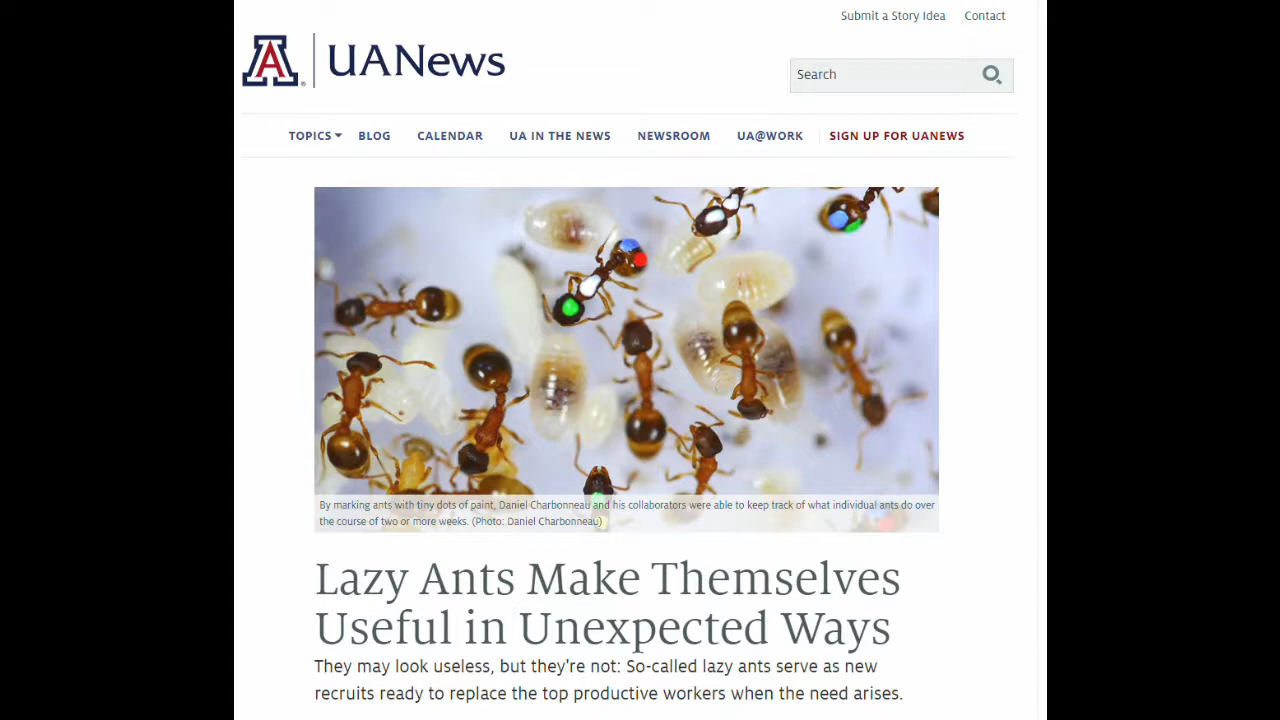 Submit a Story Idea Contact
A
UANews
Search
TOPICS BLOG CALENDAR UA IN THE NEWS NEWSROOM UA@WORK SIGN UP FOR UANEWS
By marking ants with tiny dots of paint, Daniel Charbonneau and his collaborators were able to keep track of what individual ants do over
the course of two or more weeks. (Photo: Daniel Charbonneau)
Lazy Ants Make Themselves
Useful in Unexpected Ways
They may look useless, but they're not: So-called lazy ants serve as new
recruits ready to replace the top productive workers when the need arises.